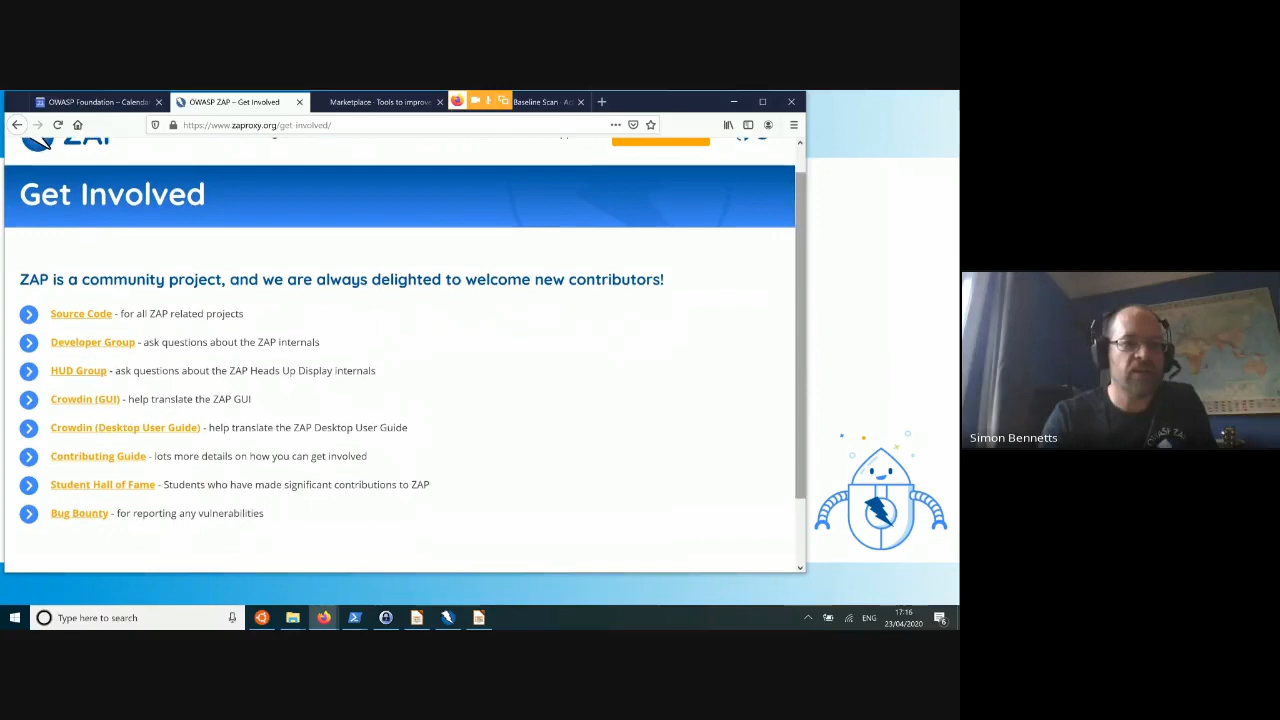 OWASP Foundation – Calenda
OWASP ZAP – Get Involved
Marketplace · Tools to improve
Baseline Scan · Ac
https://www.zaproxy.org/get-involved/
Get Involved
ZAP is a community project, and we are always delighted to welcome new contributors!
Source Code - for all ZAP related projects
Developer Group - ask questions about the ZAP internals
HUD Group - ask questions about the ZAP Heads Up Display internals
Crowdin (GUI) - help translate the ZAP GUI
Crowdin (Desktop User Guide) - help translate the ZAP Desktop User Guide
Contributing Guide - lots more details on how you can get involved
Student Hall of Fame - Students who have made significant contributions to ZAP
Bug Bounty - for reporting any vulnerabilities
Simon Bennetts
OWASP ZAP
Type here to search
ENG
17:16
23/04/2020